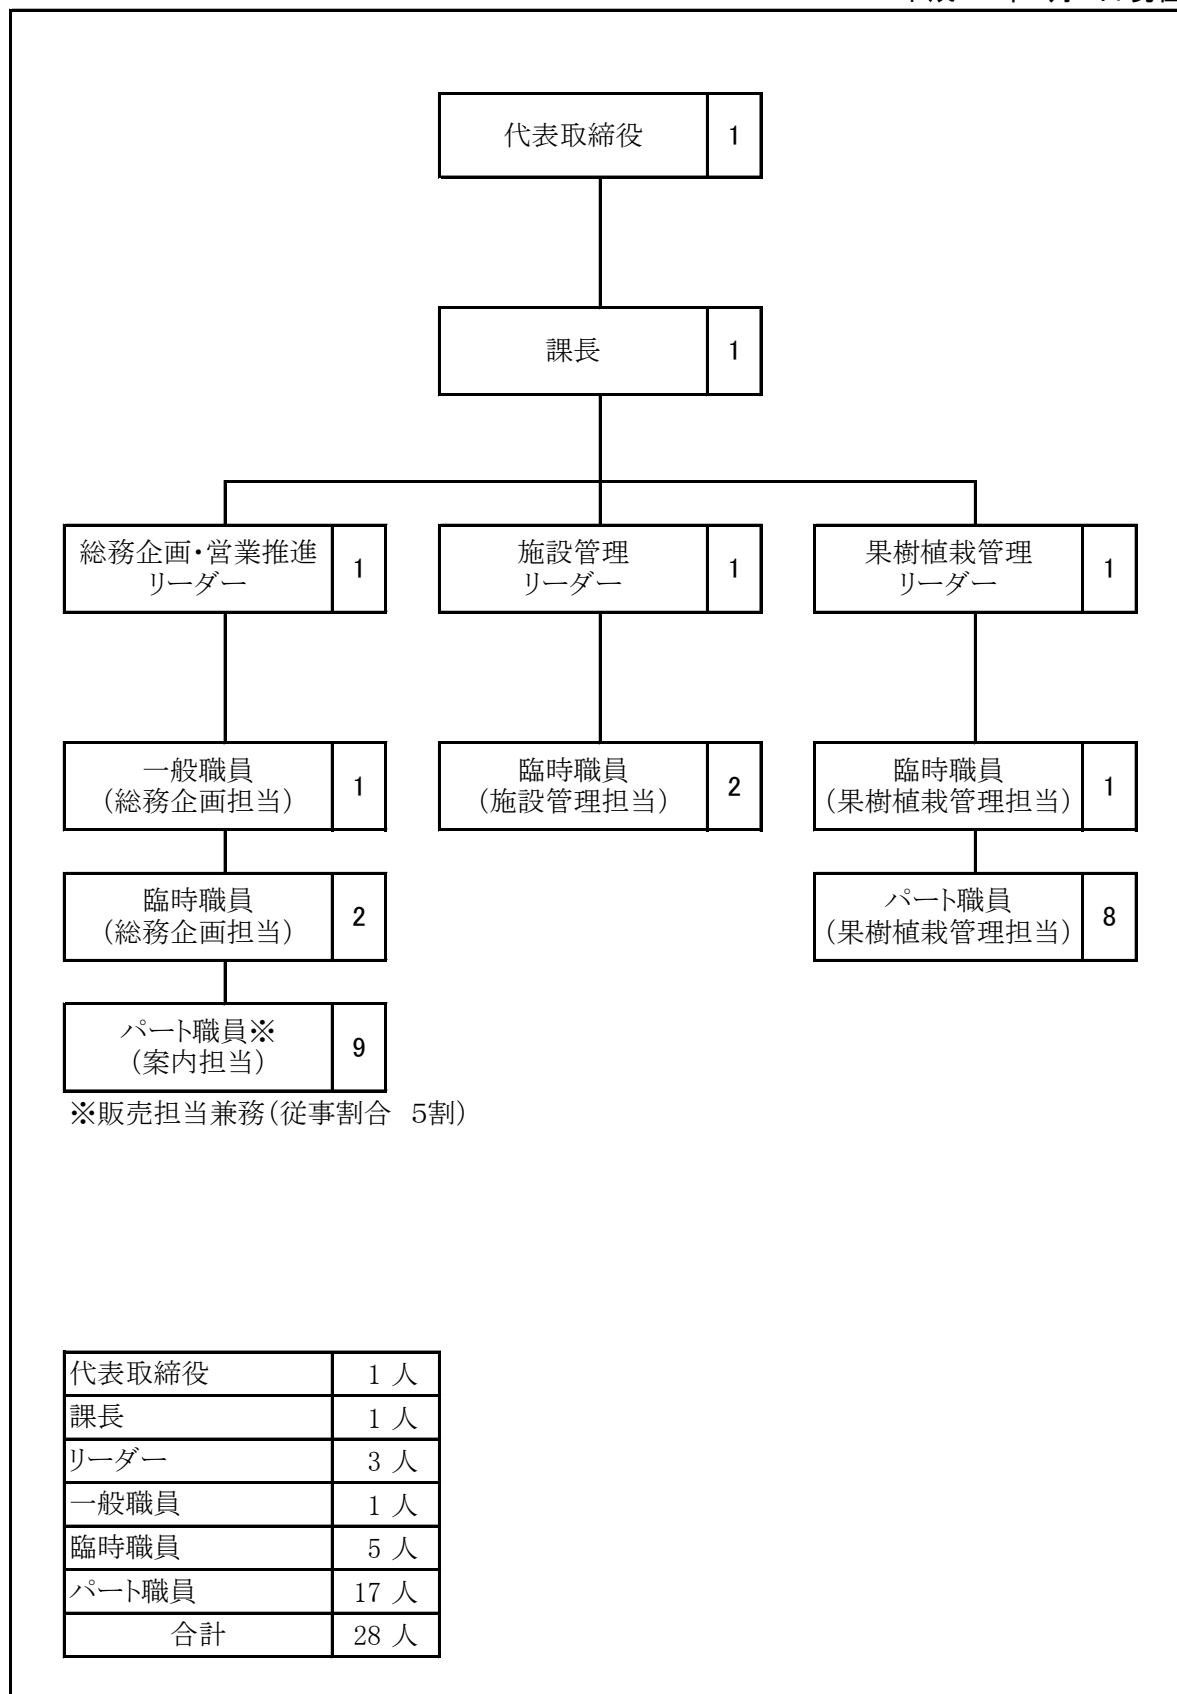 代表取締役 1
課長 1
総務企画・営業推進
リーダー
1
施設管理
リーダー
1
果樹植栽管理
リーダー
1
一般職員
(総務企画担当)
1
臨時職員
(施設管理担当)
2
臨時職員
(果樹植栽管理担当)
1
臨時職員
(総務企画担当)
2
パート職員
(果樹植栽管理担当)
8
パート職員※
(案内担当)
9
※販売担当兼務(従事割合 5割)
代表取締役 1 人
課長 1 人
リーダー 3 人
一般職員 1 人
臨時職員 5 人
パート職員 17 人
合計 28 人